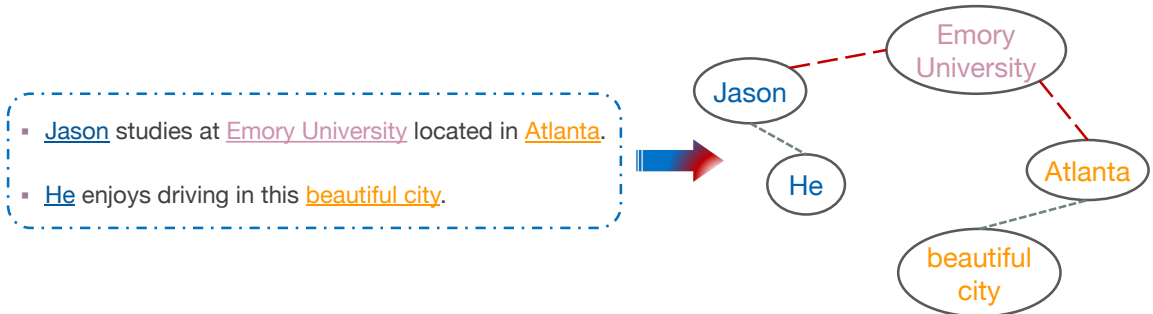 ▪ Jason studies at Emory University located in Atlanta.
▪ He enjoys driving in this beautiful city.
Emory
University
Jason
He
Atlanta
beautiful
city